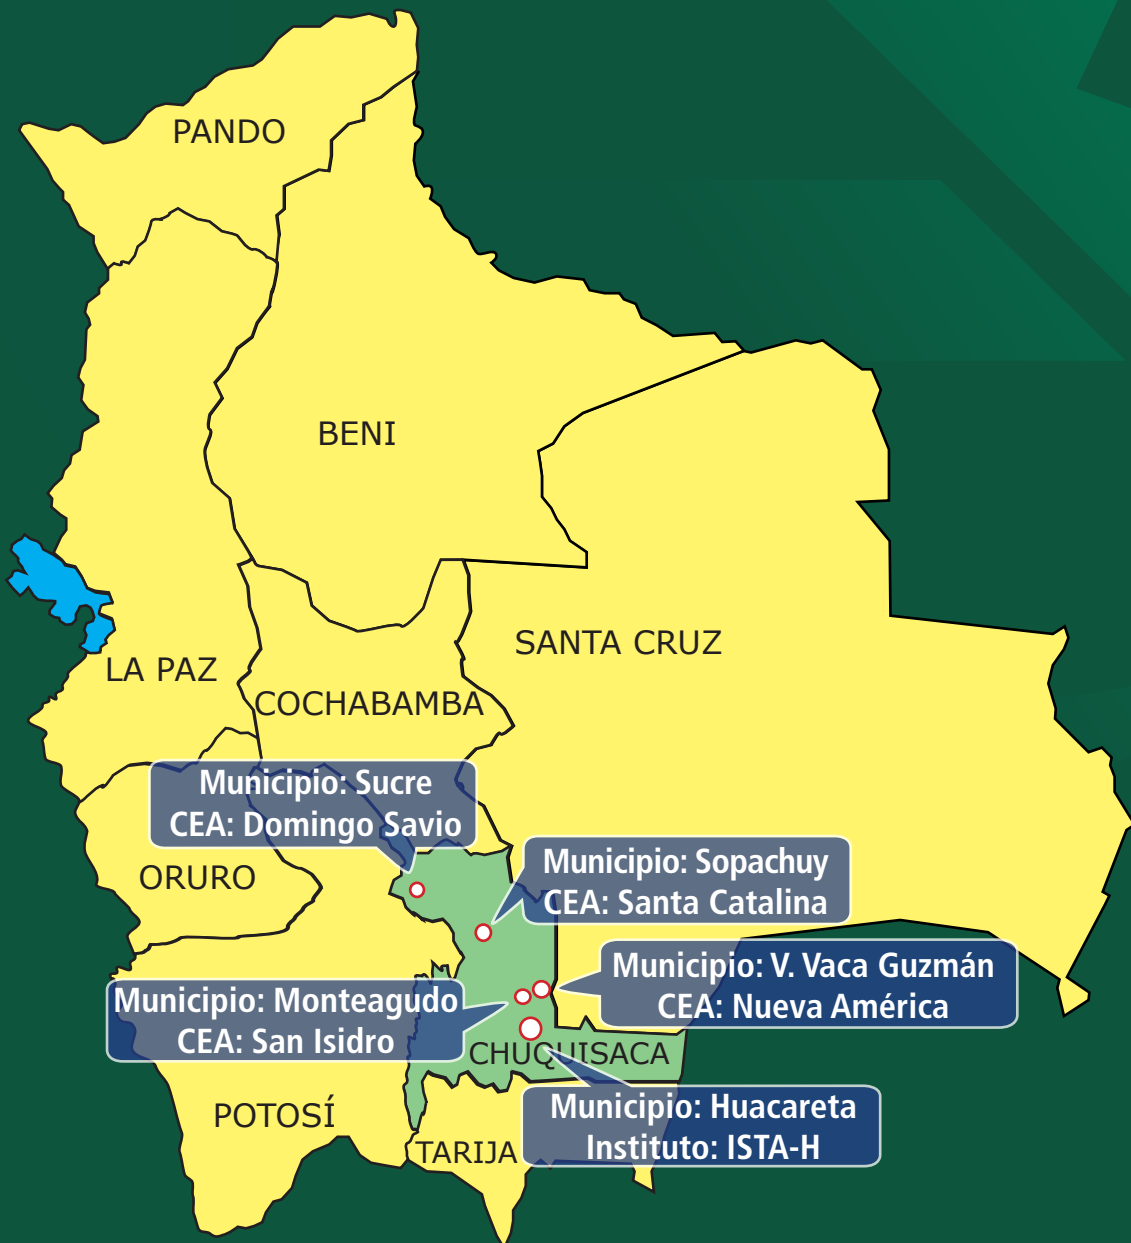 PANDO
BENI
SANTA CRUZ
LA PAZ
COCHABAMBA
Municipio: Sucre
CEA: Domingo Savio
ORURO
Municipio: Sopachuy
CEA: Santa Catalina
Municipio: V. Vaca Guzmán
CEA: Nueva América
Municipio: Monteagudo
CEA: San Isidro
CHUQUISACA
POTOSÍ
Municipio: Huacareta
Instituto: ISTA-H
TARIJA